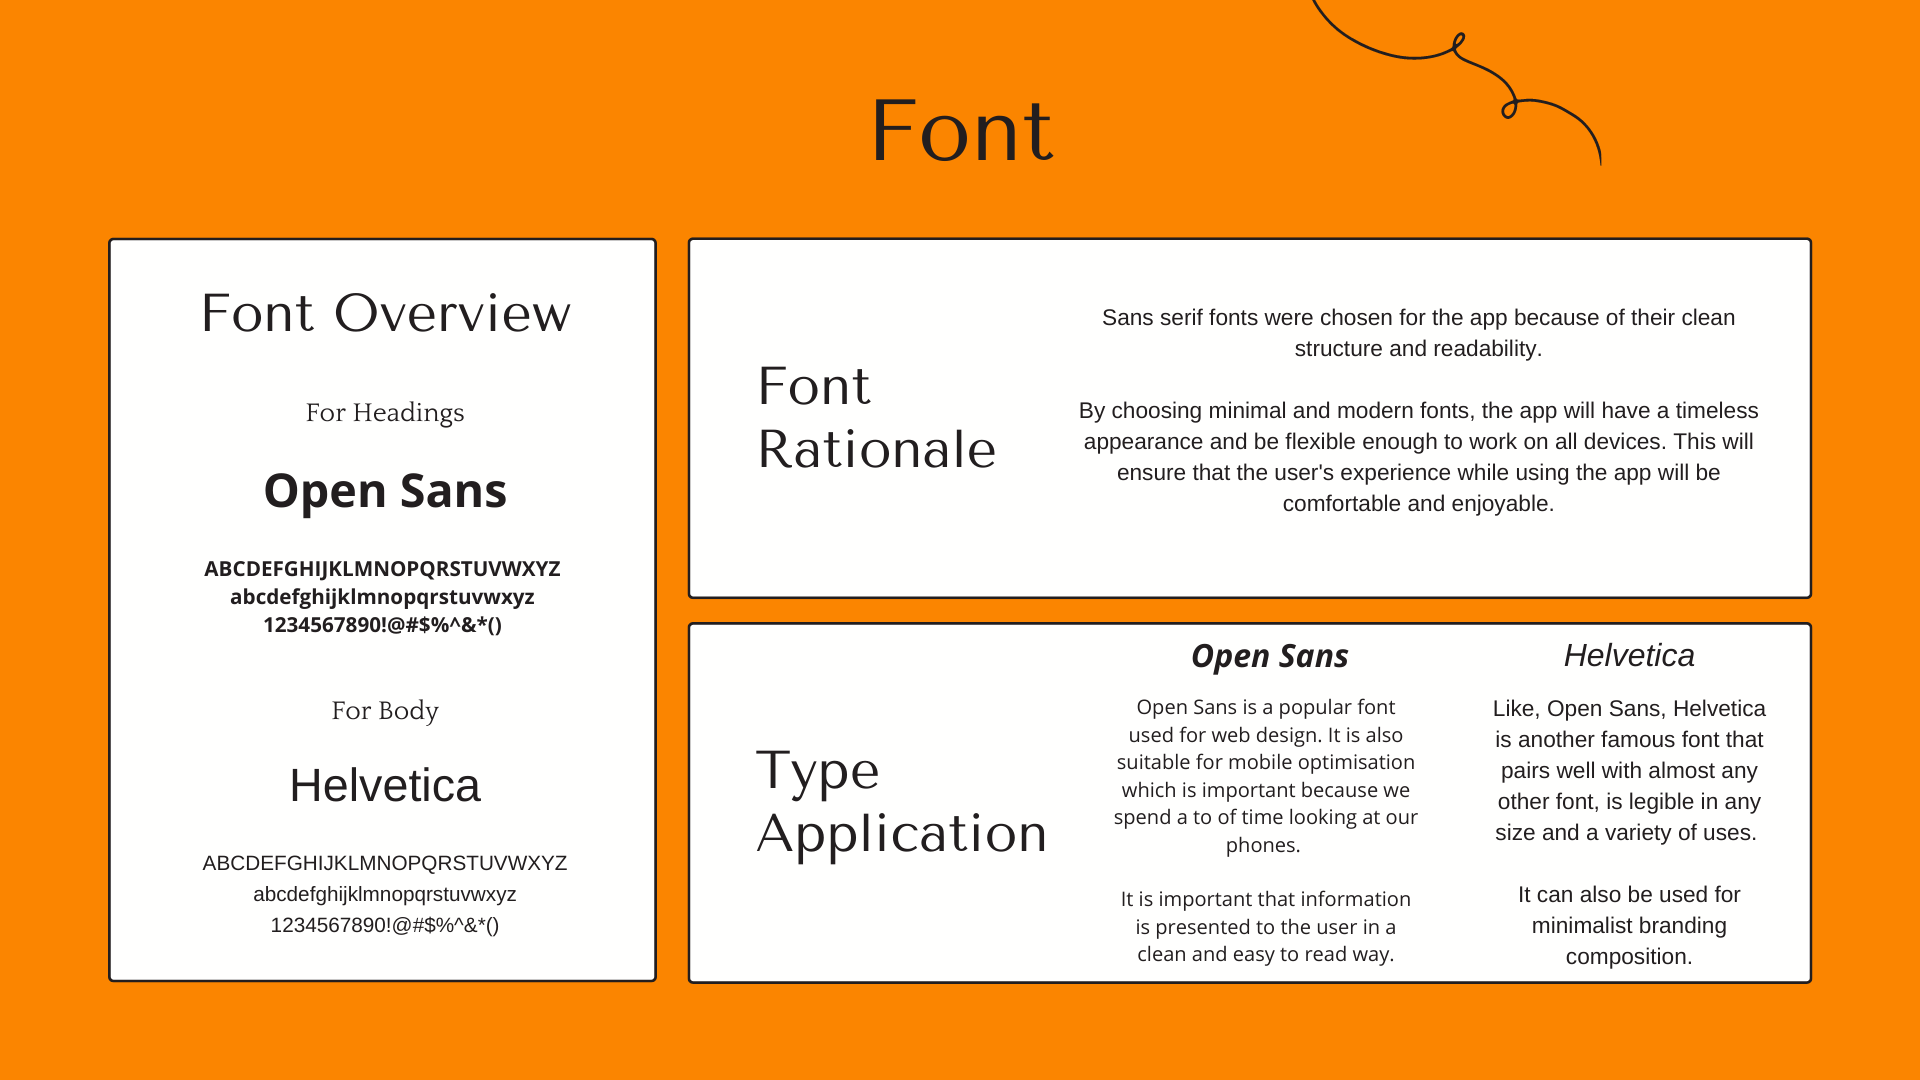 Font
Font Overview
For Headings
Open Sans
ABCDEFGHIJKLMNOPQRSTUVWXYZ
abcdefghijklmnopqrstuvwxyz
1234567890!@#$%^&*()
For Body
Helvetica
ABCDEFGHIJKLMNOPQRSTUVWXYZ
abcdefghijklmnopqrstuvwxyz
1234567890!@#$%^&*()
Font
Rationale
Sans serif fonts were chosen for the app because of their clean
structure and readability.
By choosing minimal and modern fonts, the app will have a timeless
appearance and be flexible enough to work on all devices. This will
ensure that the user's experience while using the app will be
comfortable and enjoyable.
Type
Application
Open Sans
Open Sans is a popular font
used for web design. It is also
suitable for mobile optimisation
which is important because we
spend a to of time looking at our
phones.
It is important that information
is presented to the user in a
clean and easy to read way.
Helvetica
Like, Open Sans, Helvetica
is another famous font that
pairs well with almost any
other font, is legible in any
size and a variety of uses.
It can also be used for
minimalist branding
composition.